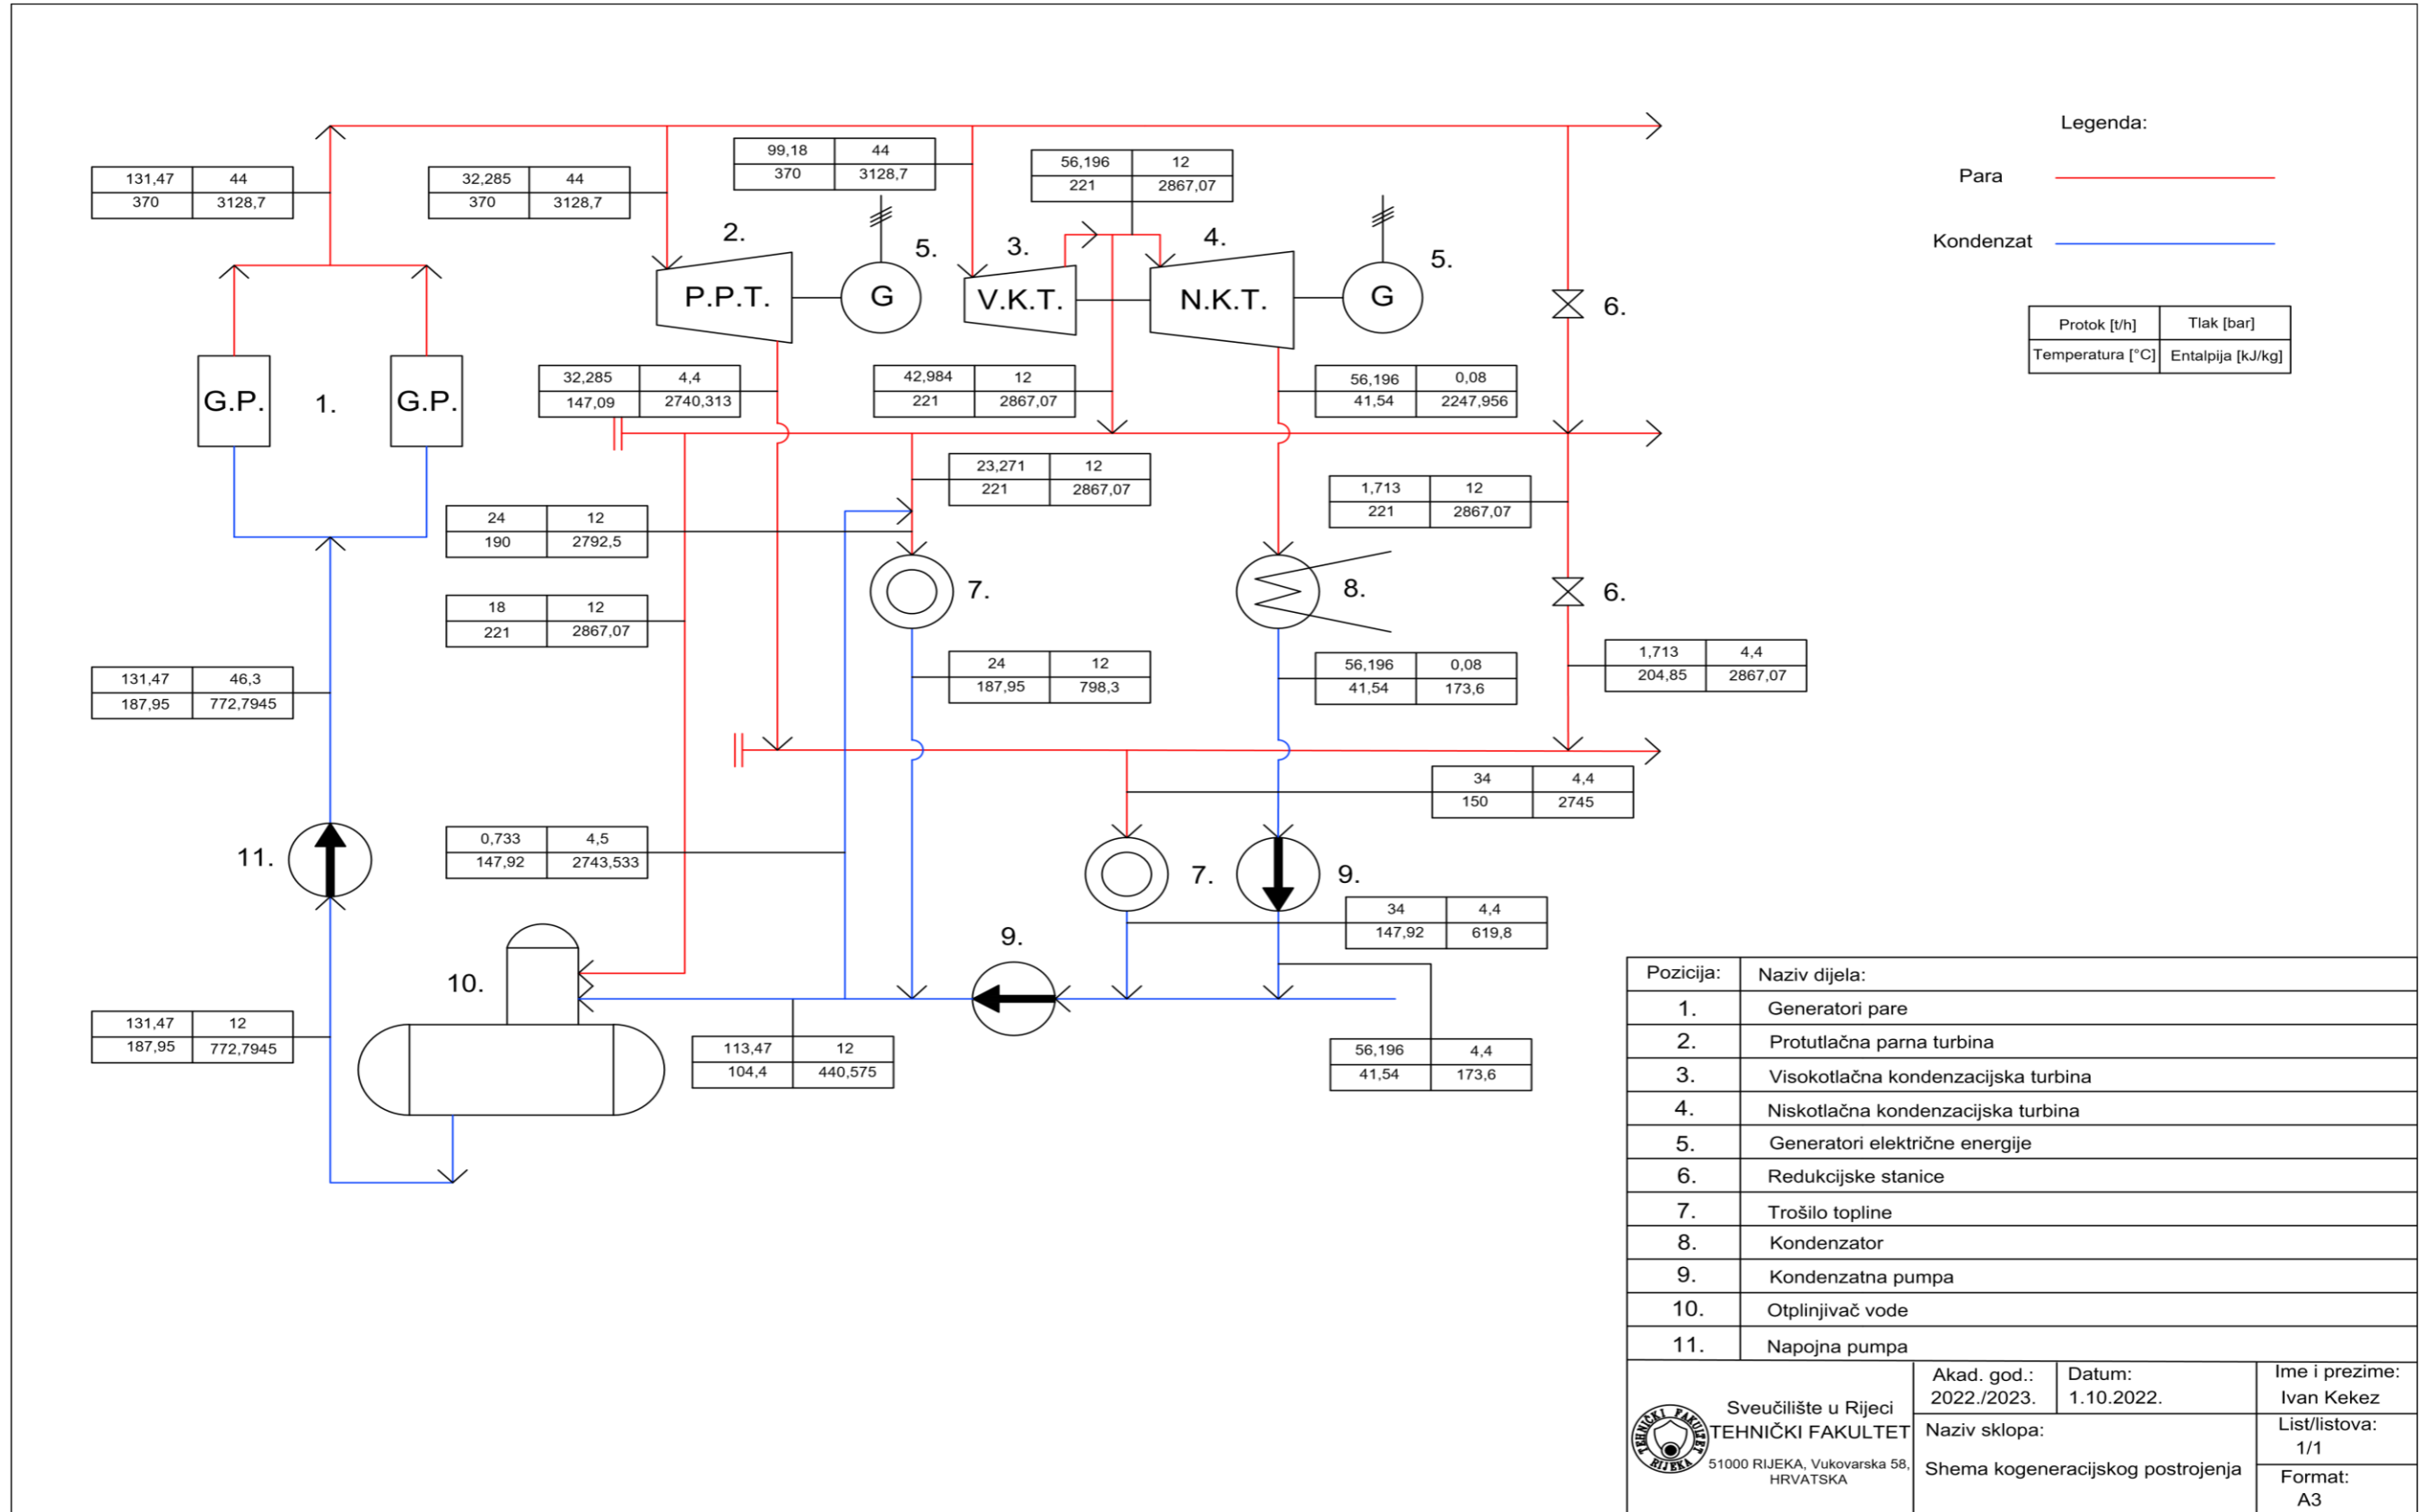 Legenda:
Para
Kondenzat
Protok [t/h] Tlak [bar]
Temperatura [°C] Entalpija [kJ/kg]
131,47 44
370 3128,7
32,285 44
370 3128,7
99,18 44
370 3128,7
56,196 12
221 2867,07
2.
5.
3.
4.
5.
P.P.T.
G
V.K.T.
N.K.T.
G
6.
G.P.
1.
G.P.
32,285 4,4
147,09 2740,313
42,984 12
221 2867,07
56,196 0,08
41,54 2247,956
23,271 12
221 2867,07
1,713 12
221 2867,07
24 12
190 2792,5
7.
8.
6.
18 12
221 2867,07
24 12
187,95 798,3
56,196 0,08
41,54 173,6
1,713 4,4
204,85 2867,07
131,47 46,3
187,95 772,7945
34 4,4
150 2745
11.
0,733 4,5
147,92 2743,533
7.
9.
34 4,4
147,92 619,8
9.
10.
131,47 12
187,95 772,7945
113,47 12
104,4 440,575
56,196 4,4
41,54 173,6
Pozicija: Naziv dijela:
1. Generatori pare
2. Protutlačna parna turbina
3. Visokotlačna kondenzacijska turbina
4. Niskotlačna kondenzacijska turbina
5. Generatori električne energije
6. Redukcijske stanice
7. Trošilo topline
8. Kondenzator
9. Kondenzatna pumpa
10. Otplinjivač vode
11. Napojna pumpa
TEHNIČKI FAKULTET
RIJEKA
Sveučilište u Rijeci
TEHNIČKI FAKULTET
51000 RIJEKA, Vukovarska 58,
HRVATSKA
Akad. god.:
2022./2023.
Datum:
1.10.2022.
Ime i prezime:
Ivan Kekez
Naziv sklopa:
Shema kogeneracijskog postrojenja
List/listova:
1/1
Format:
A3